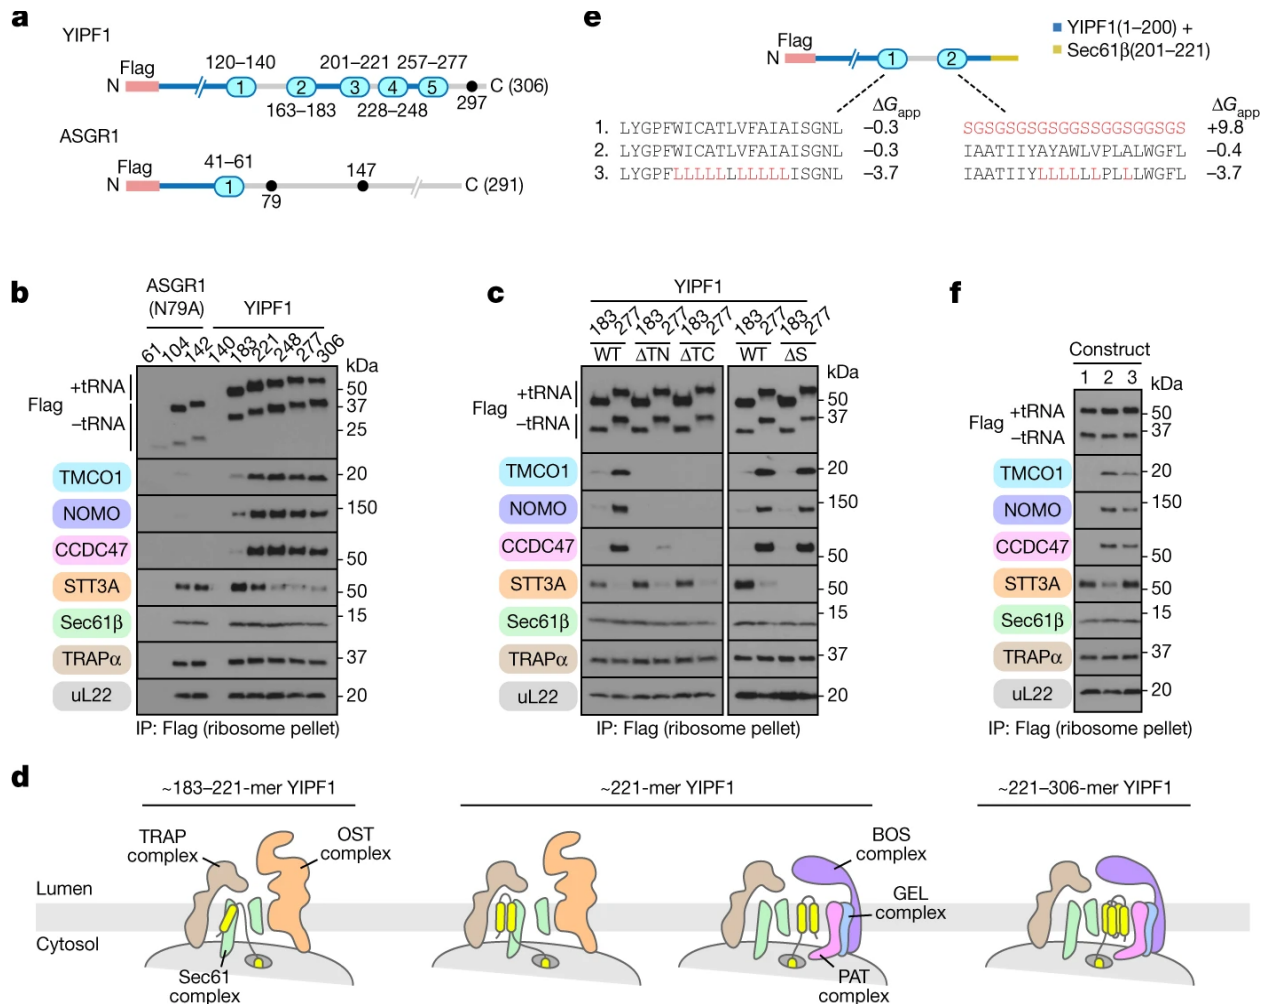 a
YIPF1
120–140 201–221 257–277
Flag
N 1 2 3 4 5 C (306)
163–183 228–248 297
ASGR1
Flag 41–61 147
N 1 C (291)
79
e
YIPF1(1–200) +
Sec61β(201–221)
Flag
N 1 2
ΔGapp ΔGapp
1. LYGPFWICATLVFAIAISGNL –0.3 SGSGSGSGSGGSSGGSGGSGS +9.8
2. LYGPFWICATLVFAIAISGNL –0.3 IAATIIYAYAWLVPLALWGFL –0.4
3. LYGPFLLLLLLLLLLLISGNL –3.7 IAATIIYLLLLLLPLLLWGFL –3.7
b
ASGR1
(N79A) YIPF1
61 104 142 140 183 221 248 277 306
kDa
+tRNA
Flag
–tRNA
50
37
25
TMCO1 20
NOMO 150
CCDC47 50
STT3A 50
Sec61β 15
TRAPα 37
uL22 20
IP: Flag (ribosome pellet)
c
YIPF1
183 277 183 277 183 277 183 277 183 277
WT ΔTN ΔTC WT ΔS
kDa
+tRNA
Flag
–tRNA
50
37
TMCO1 20
NOMO 150
CCDC47 50
STT3A 50
Sec61β 15
TRAPα 37
uL22 20
IP: Flag (ribosome pellet)
f
Construct
1 2 3
kDa
+tRNA
Flag
–tRNA
50
37
TMCO1 20
NOMO 150
CCDC47 50
STT3A 50
Sec61β 15
TRAPα 37
uL22 20
IP: Flag (ribosome pellet)
d
~183–221-mer YIPF1
~221-mer YIPF1
~221–306-mer YIPF1
TRAP
complex
OST
complex
BOS
complex
GEL
complex
Lumen
Cytosol
Sec61
complex
PAT
complex